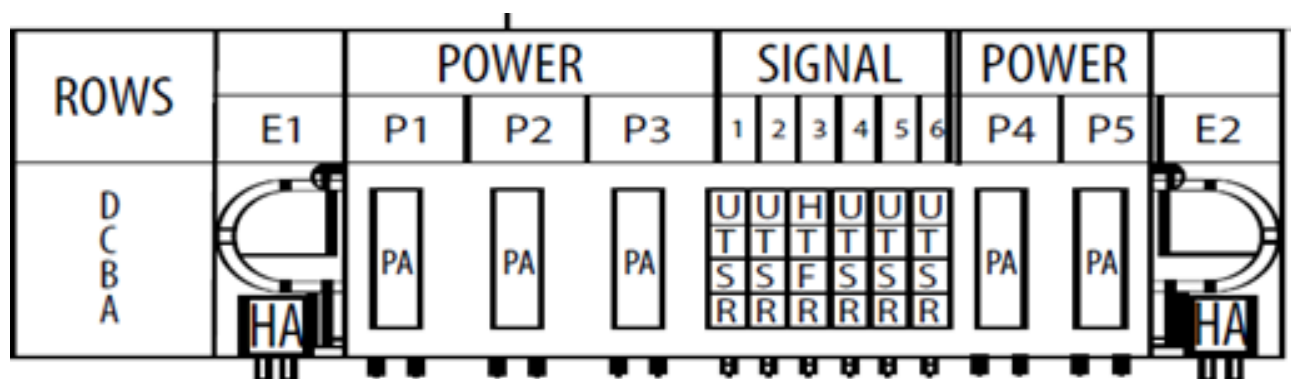 ROWS POWER SIGNAL POWER
E1 P1 P2 P3 1 2 3 4 5 6 P4 P5 E2
D U U H U U U
C T T T T T T
PA PA PA PA PA
B S S F S S S
A R R R R R R
HA HA